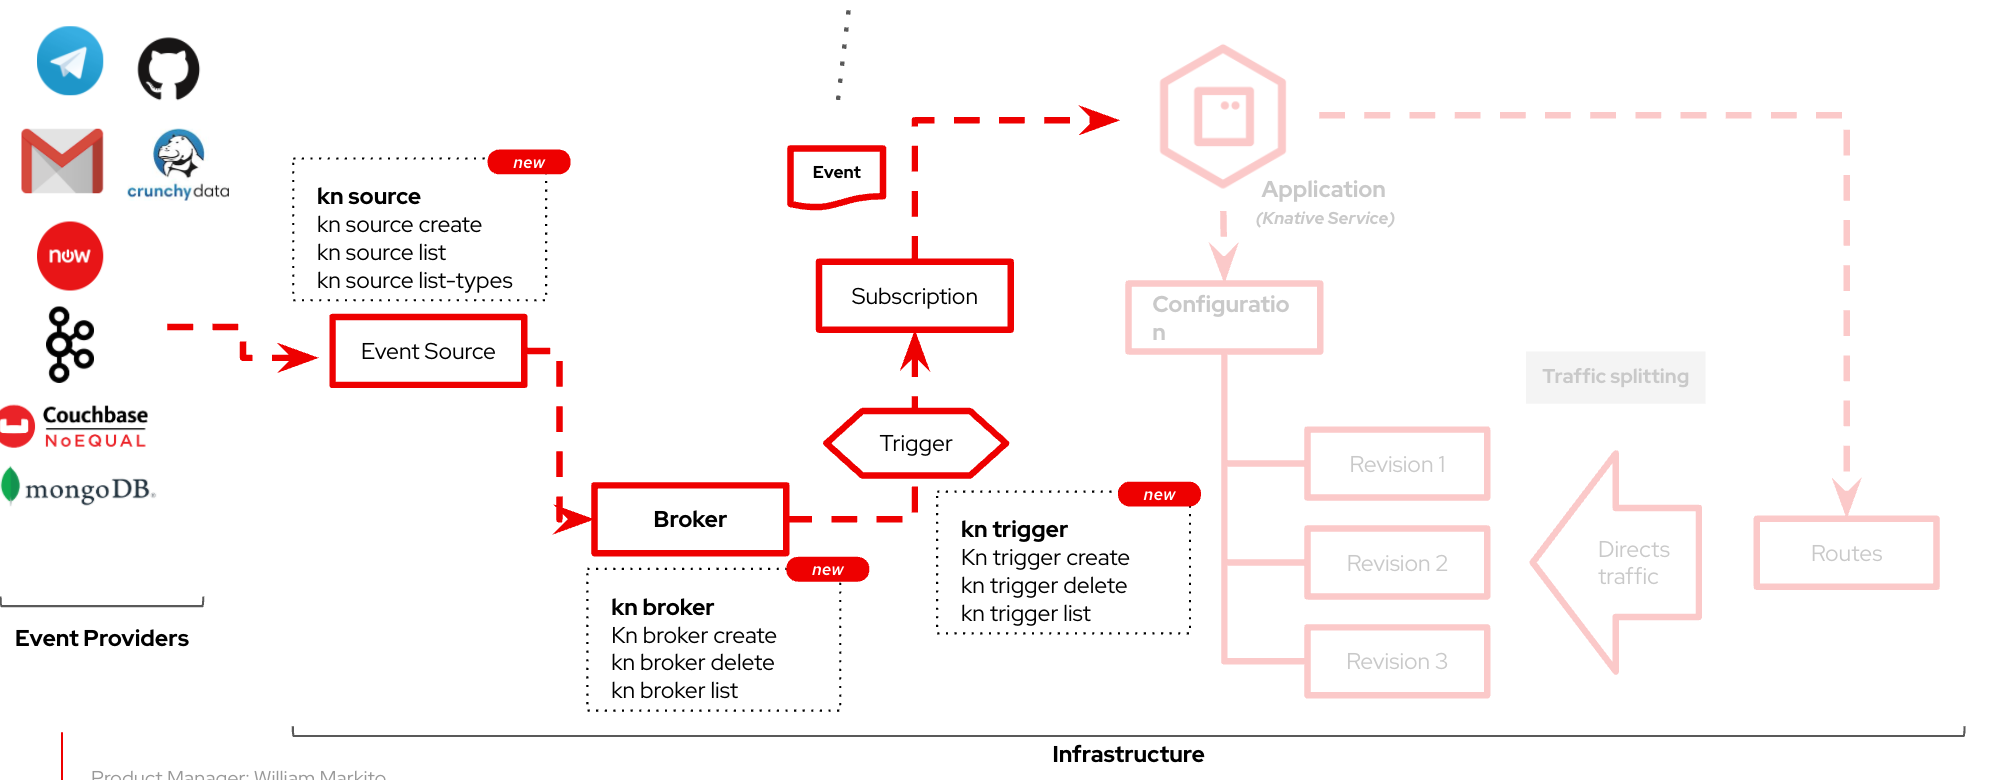 crunchydata
now
Couchbase
NoEQUAL
mongoDB®
Event Providers
new
kn source
kn source create
kn source list
kn source list-types
Event Source
Broker
new
kn broker
Kn broker create
kn broker delete
kn broker list
Event
Subscription
Trigger
new
kn trigger
Kn trigger create
kn trigger delete
kn trigger list
Application
(Knative Service)
Configuratio
n
Traffic splitting
Revision 1
Revision 2
Revision 3
Directs
traffic
Routes
Infrastructure
Product Manager: William Markito